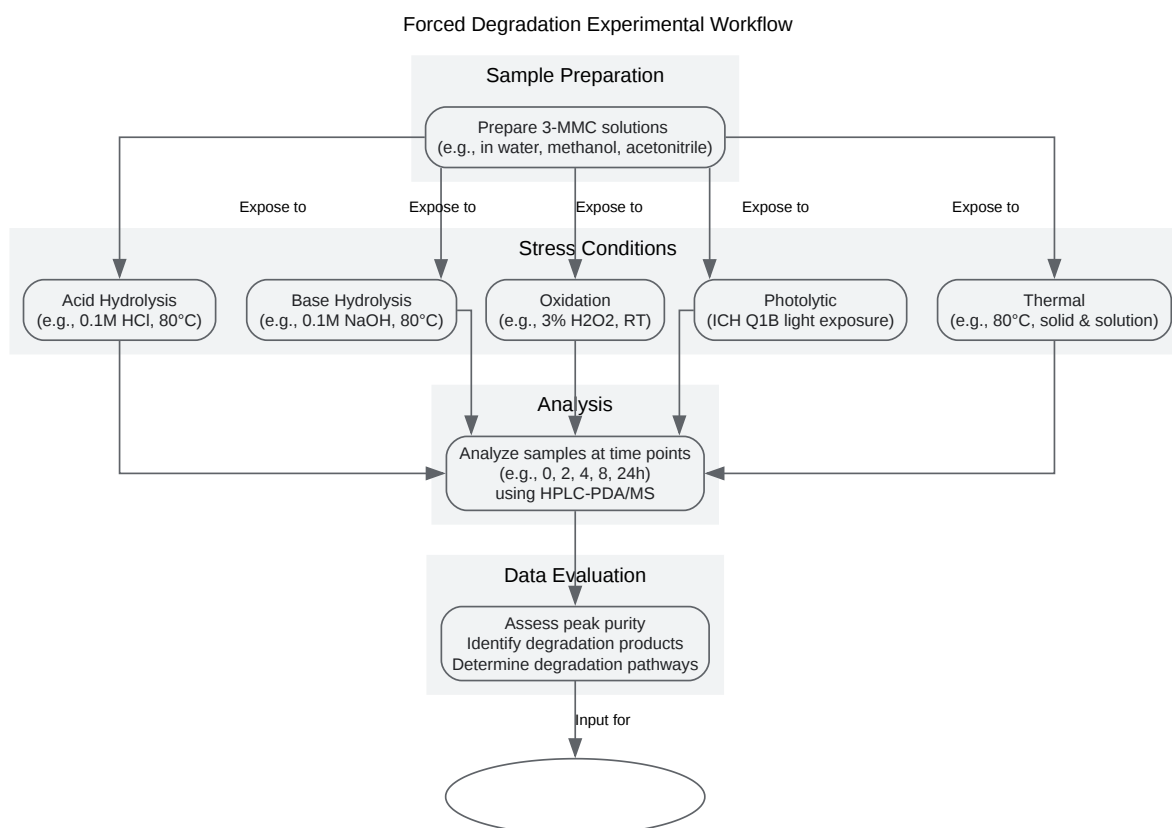 Forced Degradation Experimental Workflow
Sample Preparation
Prepare 3-MMC solutions
(e.g., in water, methanol, acetonitrile)
Expose to
Expose to
Expose to
Expose to
Expose to
Stress Conditions
Acid Hydrolysis
(e.g., 0.1M HCl, 80°C)
Base Hydrolysis
(e.g., 0.1M NaOH, 80°C)
Oxidation
(e.g., 3% H2O2, RT)
Photolytic
(ICH Q1B light exposure)
Thermal
(e.g., 80°C, solid & solution)
Analysis
Analyze samples at time points
(e.g., 0, 2, 4, 8, 24h)
using HPLC-PDA/MS
Data Evaluation
Assess peak purity
Identify degradation products
Determine degradation pathways
Input for